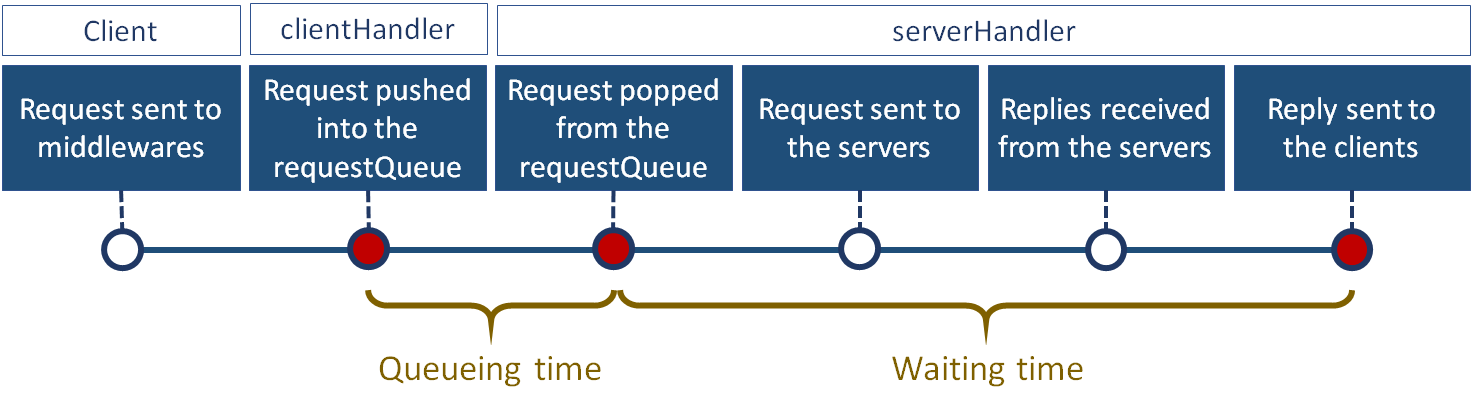 Client
clientHandler
serverHandler
Request sent to
middlewares
Request pushed
into the
requestQueue
Request popped
from the
requestQueue
Request sent to
the servers
Replies received
from the servers
Reply sent to
the clients
Queueing time
Waiting time